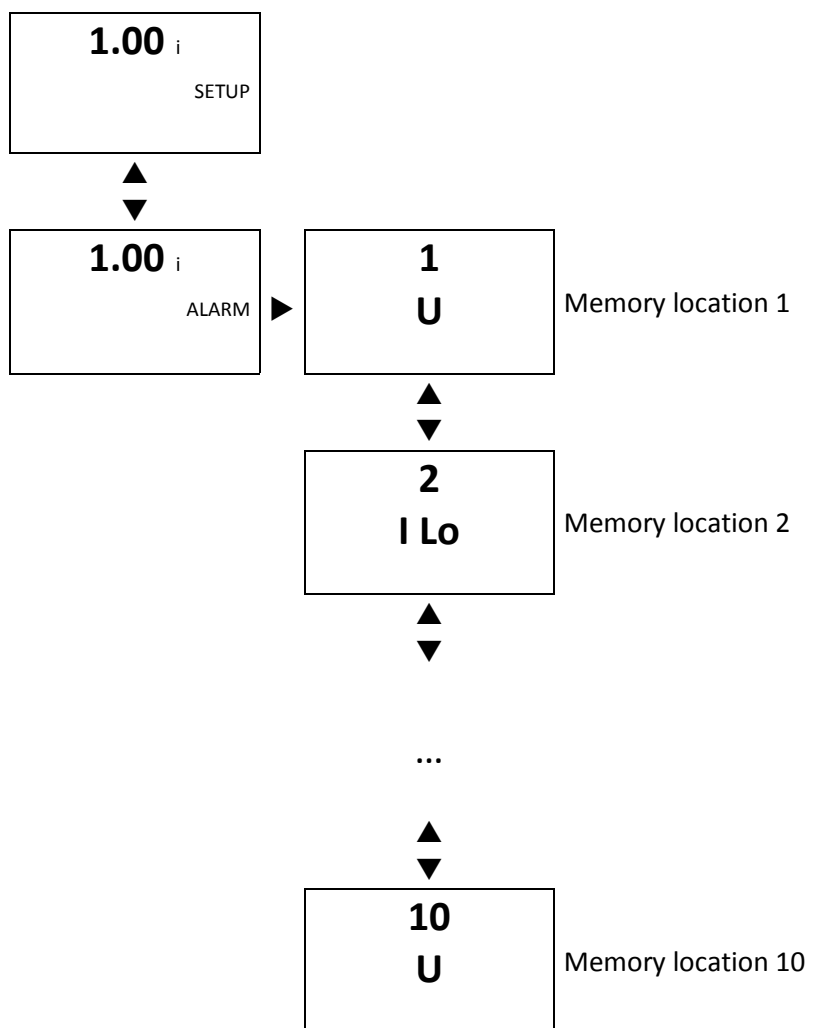 1.00 i
SETUP
1.00 i
ALARM
1
U
Memory location 1
2
I Lo
Memory location 2
...
10
U
Memory location 10